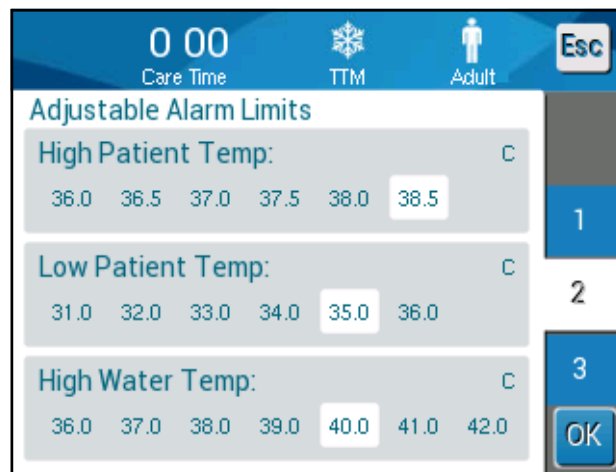 0 00
Care Time
TTM
Adult
Esc
Adjustable Alarm Limits
High Patient Temp: C
36.0 36.5 37.0 37.5 38.0 38.5
1
Low Patient Temp: C
31.0 32.0 33.0 34.0 35.0 36.0
2
High Water Temp: C
36.0 37.0 38.0 39.0 40.0 41.0 42.0
3
OK